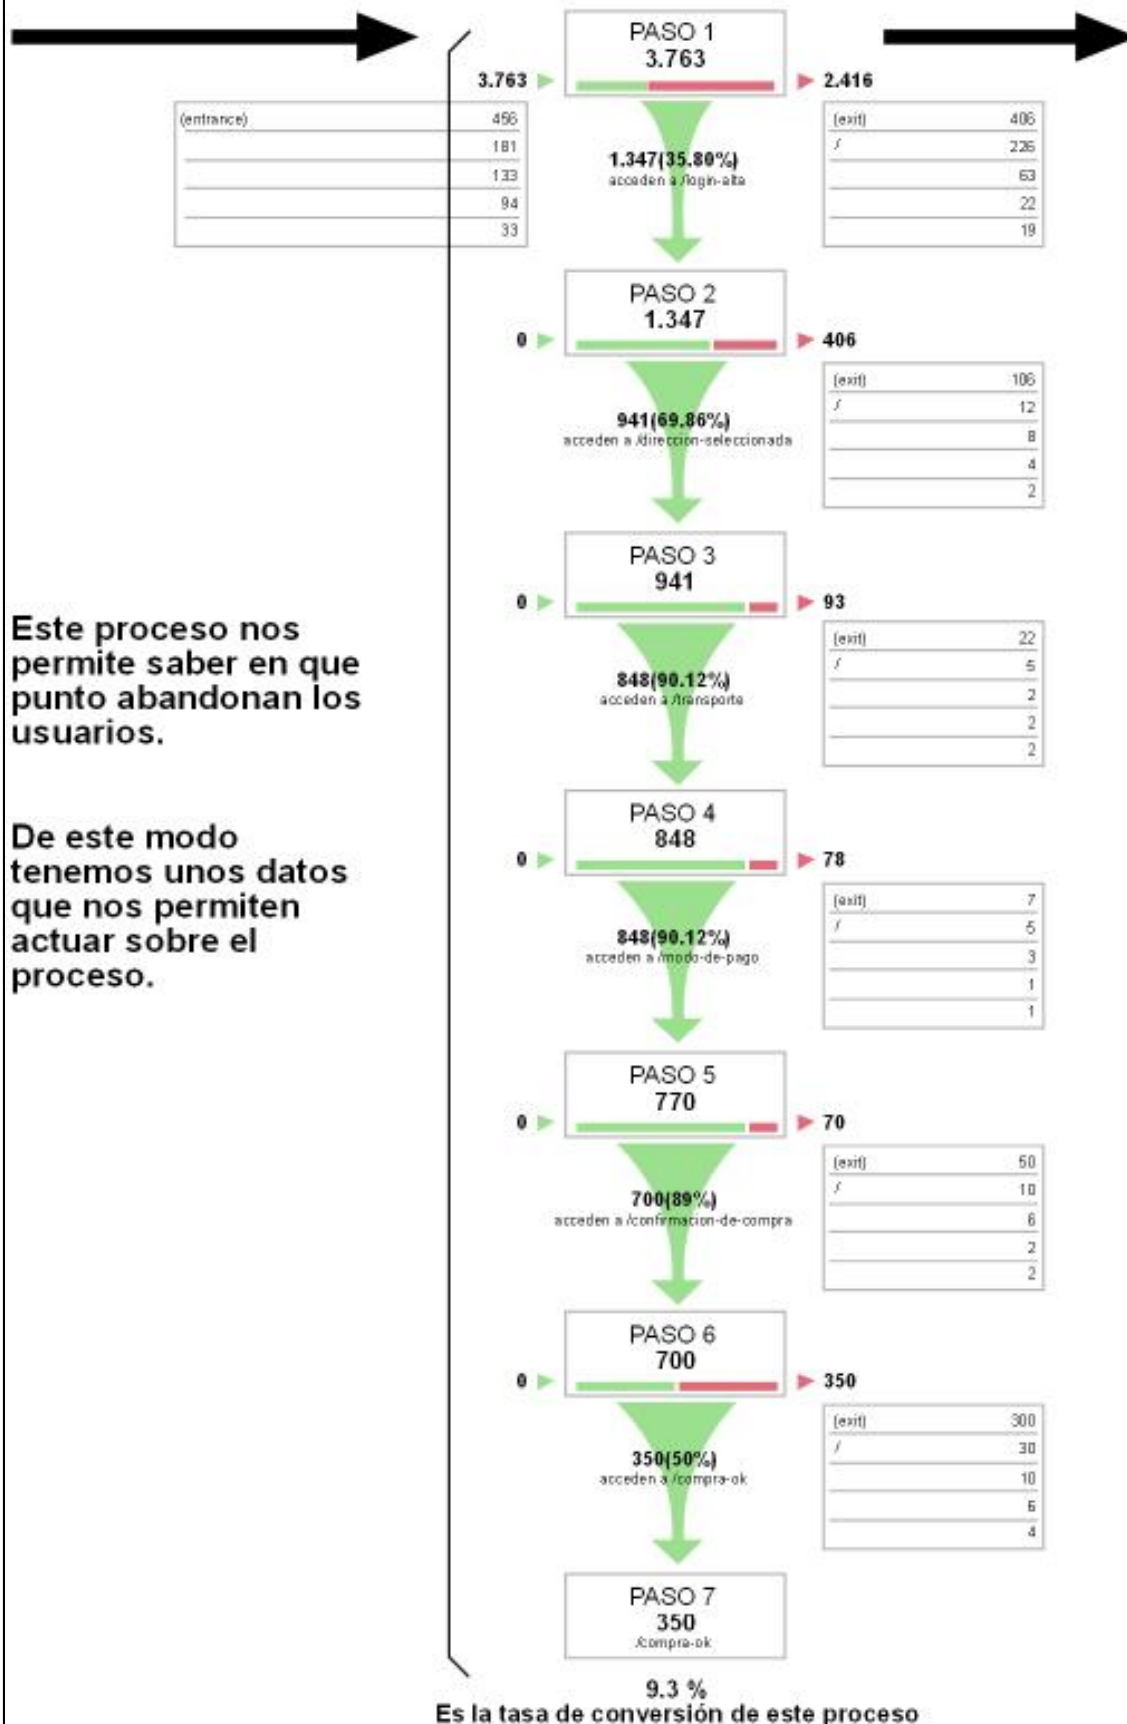 PASO 1
3.763
3.763
2.416
(entrance) 456
181
133
94
33
(exit) 406
/ 226
63
22
19
1.347(35.80%)
acceden a /login-alta
PASO 2
1.347
0
406
(exit) 106
/ 12
8
4
2
941(69.86%)
acceden a /direccion-seleccionada
PASO 3
941
0
93
(exit) 22
/ 5
2
2
2
848(90.12%)
acceden a /transporte
Este proceso nos
permite saber en que
punto abandonan los
usuarios.
De este modo
tenemos unos datos
que nos permiten
actuar sobre el
proceso.
PASO 4
848
0
78
(exit) 7
/ 5
3
1
1
848(90.12%)
acceden a /modo-de-pago
PASO 5
770
0
70
(exit) 50
/ 10
6
2
2
700(89%)
acceden a /confirmacion-de-compra
PASO 6
700
0
350
(exit) 300
/ 30
10
6
4
350(50%)
acceden a /compra-ok
PASO 7
350
/compra-ok
9.3 %
Es la tasa de conversión de este proceso